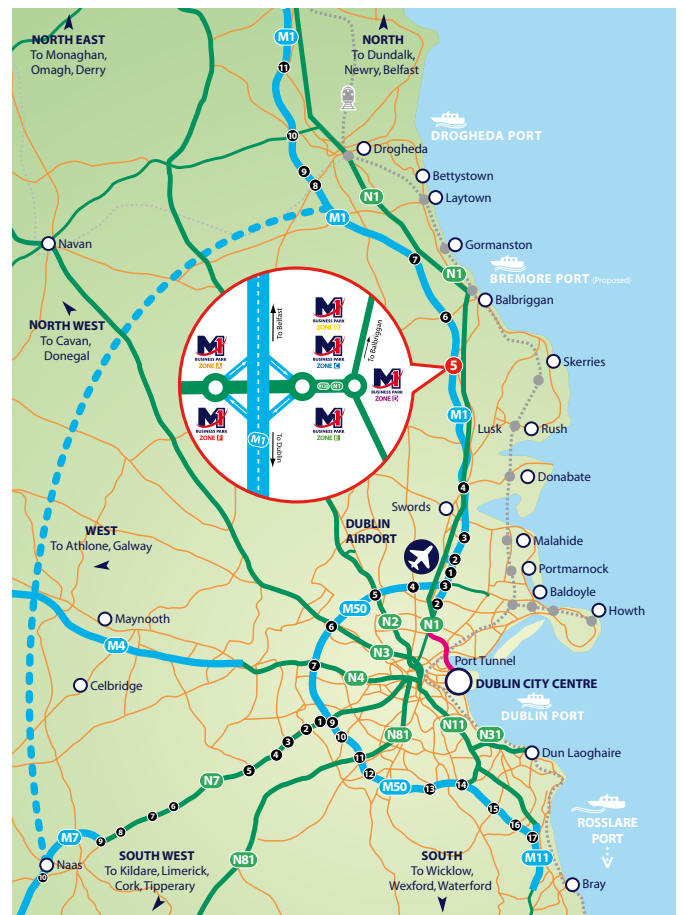 NORTH EAST
To Monaghan,
Omagh, Derry
M1
NORTH
To Dundalk,
Newry, Belfast
11
10
9
8
DROGHEDA PORT
Drogheda
Bettystown
Laytown
N1
M1
Navan
Gormanston
7
N1
BREMORE PORT (Proposed)
Balbriggan
6
NORTH WEST
To Cavan,
Donegal
To Belfast
M1
BUSINESS PARK
ZONE A
M1
BUSINESS PARK
ZONE B
M1
BUSINESS PARK
ZONE C
To Balbriggan
M1
BUSINESS PARK
ZONE D
N1
M1
BUSINESS PARK
ZONE F
M1
BUSINESS PARK
ZONE E
M1
To Dublin
5
Skerries
M1
Lusk
Rush
4
Donabate
Swords
DUBLIN
AIRPORT
WEST
To Athlone, Galway
3
2
1
3
2
Malahide
Portmarnock
Baldoyle
Howth
4
5
M50
6
N2
N1
Maynooth
M4
N3
7
N4
Port Tunnel
DUBLIN CITY CENTRE
Celbridge
DUBLIN PORT
N11
N31
N81
1
9
2
10
3
4
11
5
12
N7
Dun Laoghaire
M50
13
14
6
7
8
9
15
16
17
M7
ROSSLARE
PORT
M11
N81
Naas
10
SOUTH WEST
To Kildare, Limerick,
Cork, Tipperary
SOUTH
To Wicklow,
Wexford, Waterford
Bray